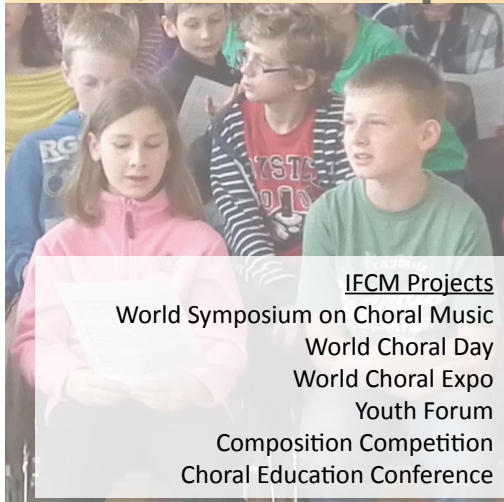 RG
IFCM Projects
World Symposium on Choral Music
World Choral Day
World Choral Expo
Youth Forum
Composition Competition
Choral Education Conference